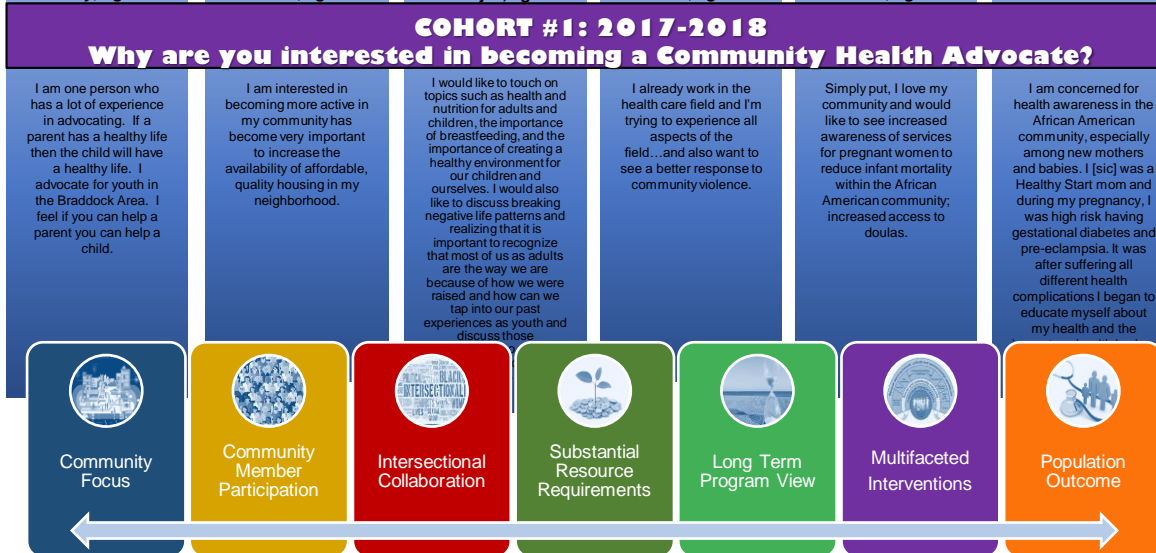 COHORT #1: 2017-2018
Why are you interested in becoming a Community Health Advocate?
I am one person who
has a lot of experience
in advocating. If a
parent has a healthy life
then the child will have
a healthy life. I
advocate for youth in
the Braddock Area. I
feel if you can help a
parent you can help a
child.
I am interested in
becoming more active in
my community has
become very important
to increase the
availability of affordable,
quality housing in my
neighborhood.
I would like to touch on
topics such as health and
nutrition for adults and
children, the importance
of breastfeeding, and the
importance of creating a
healthy environment for
our children and
ourselves. I would also
like to discuss breaking
negative life patterns and
realizing that it is
important to recognize
that most of us as adults
are the way we are
because of how we were
raised and how can we
tap into our past
experiences as youth and
discuss those
I already work in the
health care field and I'm
trying to experience all
aspects of the
field…and also want to
see a better response to
community violence.
Simply put, I love my
community and would
like to see increased
awareness of services
for pregnant women to
reduce infant mortality
within the African
American community;
increased access to
doulas.
I am concerned for
health awareness in the
African American
community, especially
among new mothers
and babies. I [sic] was a
Healthy Start mom and
during my pregnancy, I
was high risk having
gestational diabetes and
pre-eclampsia. It was
after suffering all
different health
complications I began to
educate myself about
my health and the
Community
Focus
Community
Member
Participation
INTERSECTIONALI
BLACK
Intersectional
Collaboration
Substantial
Resource
Requirements
Long Term
Program View
Multifaceted
Interventions
Population
Outcome